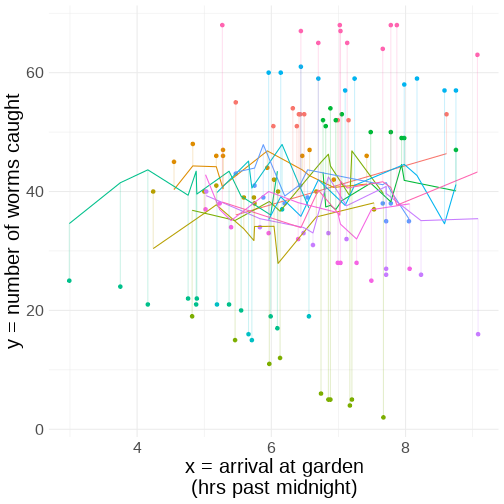 y = number of worms caught
60
40
20
0
4
6
8
x = arrival at garden
(hrs past midnight)